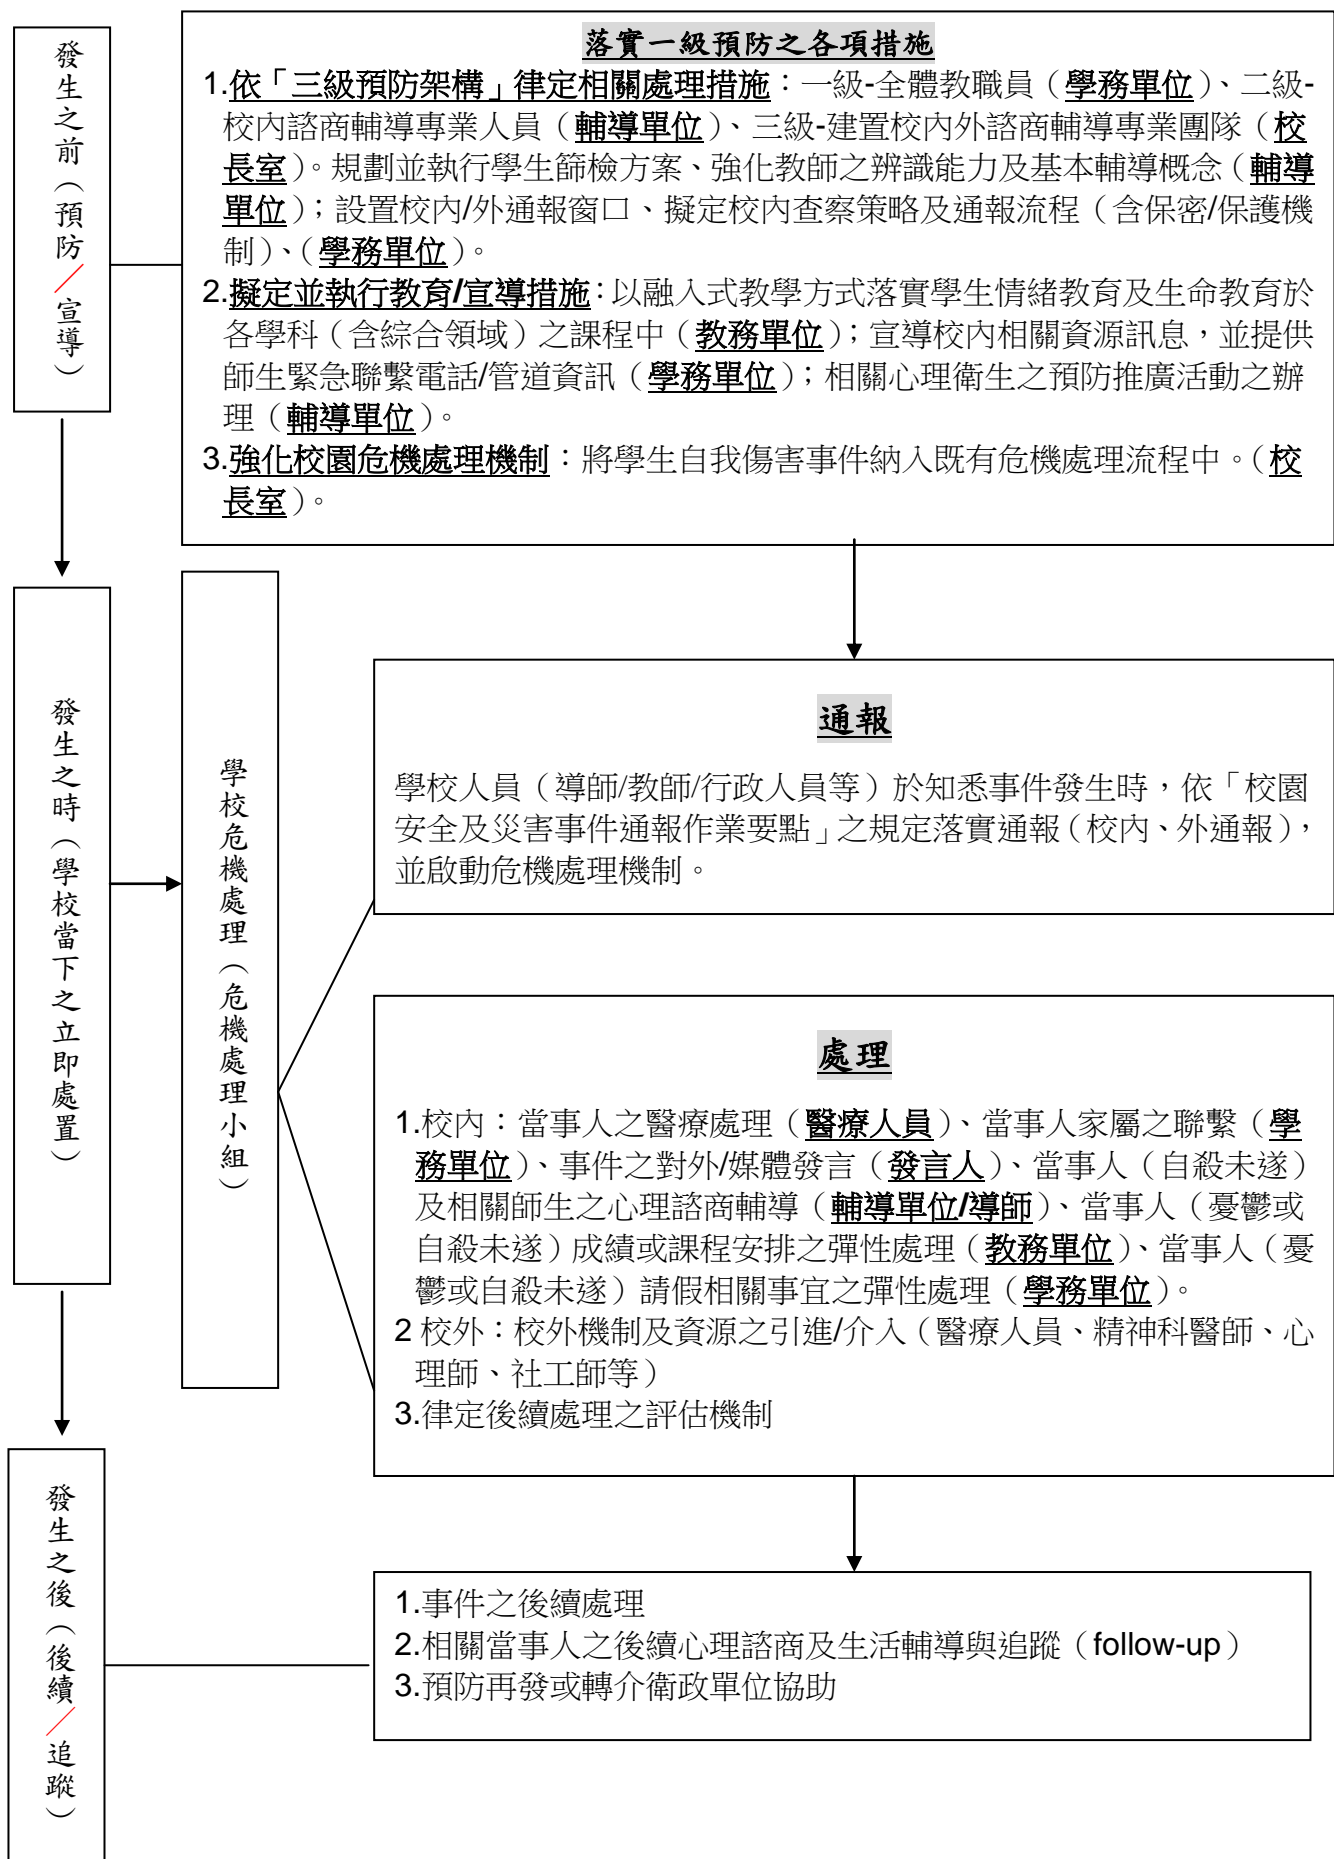 發生之前（預防／宣導）
落實一級預防之各項措施
1.依「三級預防架構」律定相關處理措施：一級-全體教職員（學務單位）、二級-
校內諮商輔導專業人員（輔導單位）、三級-建置校內外諮商輔導專業團隊（校
長室）。規劃並執行學生篩檢方案、強化教師之辨識能力及基本輔導概念（輔導
單位）；設置校內/外通報窗口、擬定校內查察策略及通報流程（含保密/保護機
制）、（學務單位）。
2.擬定並執行教育/宣導措施：以融入式教學方式落實學生情緒教育及生命教育於
各學科（含綜合領域）之課程中（教務單位）；宣導校內相關資源訊息，並提供
師生緊急聯繫電話/管道資訊（學務單位）；相關心理衛生之預防推廣活動之辦
理（輔導單位）。
3.強化校園危機處理機制：將學生自我傷害事件納入既有危機處理流程中。（校
長室）。
發生之時（學校當下之立即處置）
學校危機處理（危機處理小組）
通報
學校人員（導師/教師/行政人員等）於知悉事件發生時，依「校園
安全及災害事件通報作業要點」之規定落實通報（校內、外通報），
並啟動危機處理機制。
處理
1.校內：當事人之醫療處理（醫療人員）、當事人家屬之聯繫（學
務單位）、事件之對外/媒體發言（發言人）、當事人（自殺未遂）
及相關師生之心理諮商輔導（輔導單位/導師）、當事人（憂鬱或
自殺未遂）成績或課程安排之彈性處理（教務單位）、當事人（憂
鬱或自殺未遂）請假相關事宜之彈性處理（學務單位）。
2 校外：校外機制及資源之引進/介入（醫療人員、精神科醫師、心
理師、社工師等）
3.律定後續處理之評估機制
發生之後（後續／追蹤）
1.事件之後續處理
2.相關當事人之後續心理諮商及生活輔導與追蹤（follow-up）
3.預防再發或轉介衛政單位協助